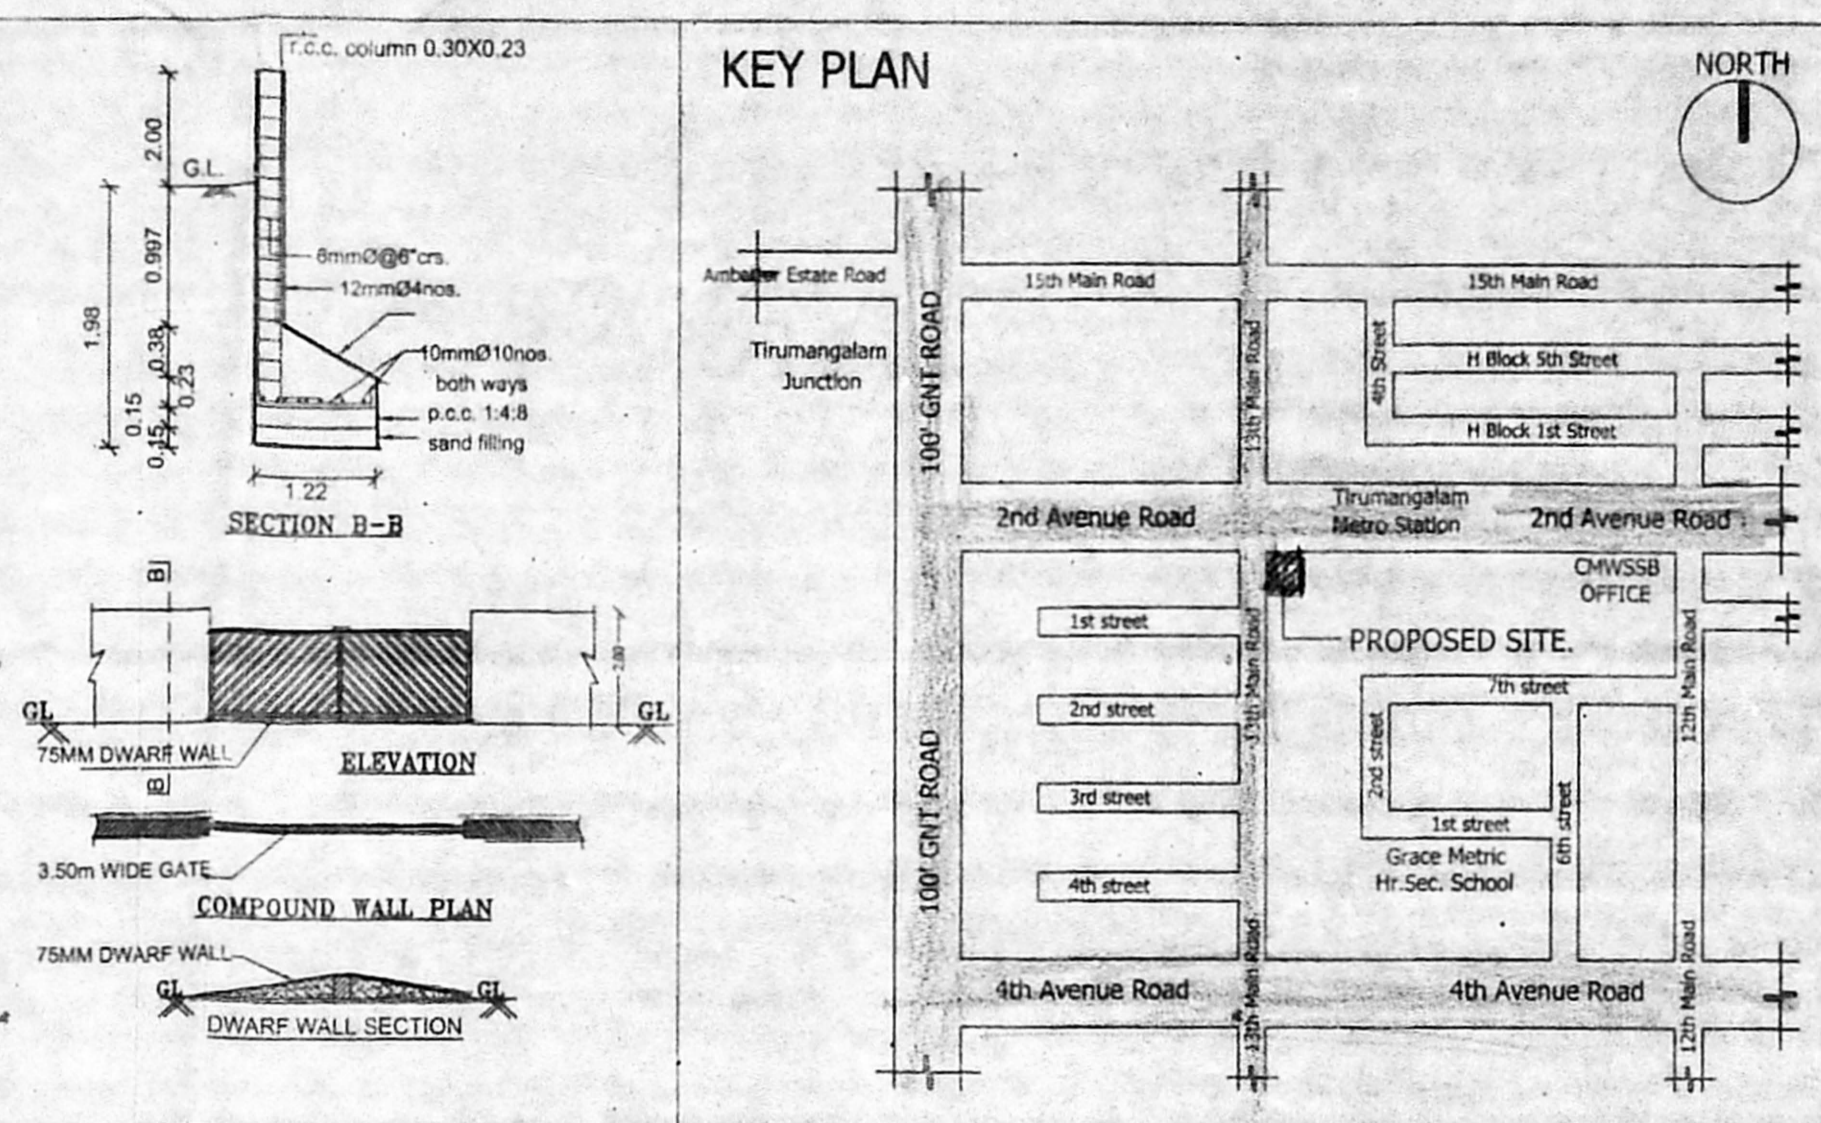 r.c.c. column 0.30X0.23
2.00
G.L.
0.997
1.98
0.38
0.23
0.15
0.15
6mmØ@6"crs.
12mmØ4nos.
10mmØ10nos.
both ways
p.c.c. 1:4:8
sand filling
1.22
SECTION B-B
B
2.00
GL
GL
75MM DWARF WALL
ELEVATION
B
3.50m WIDE GATE
COMPOUND WALL PLAN
75MM DWARF WALL
GL
GL
DWARF WALL SECTION
KEY PLAN
NORTH
Estate Road
15th Main Road
15th Main Road
Tirumangalam
Junction
100' GNT ROAD
13th Main Road
4th Street
H Block 5th Street
H Block 1st Street
2nd Avenue Road
Tirumangalam
Metro Station
2nd Avenue Road
CMWSSB
OFFICE
1st street
PROPOSED SITE.
7th street
2nd street
13th Main Road
2nd street
12th Main Road
100' GNT ROAD
3rd street
1st street
6th street
Grace Metric
Hr.Sec. School
4th street
4th Avenue Road
13th Main Road
4th Avenue Road
12th Main Road